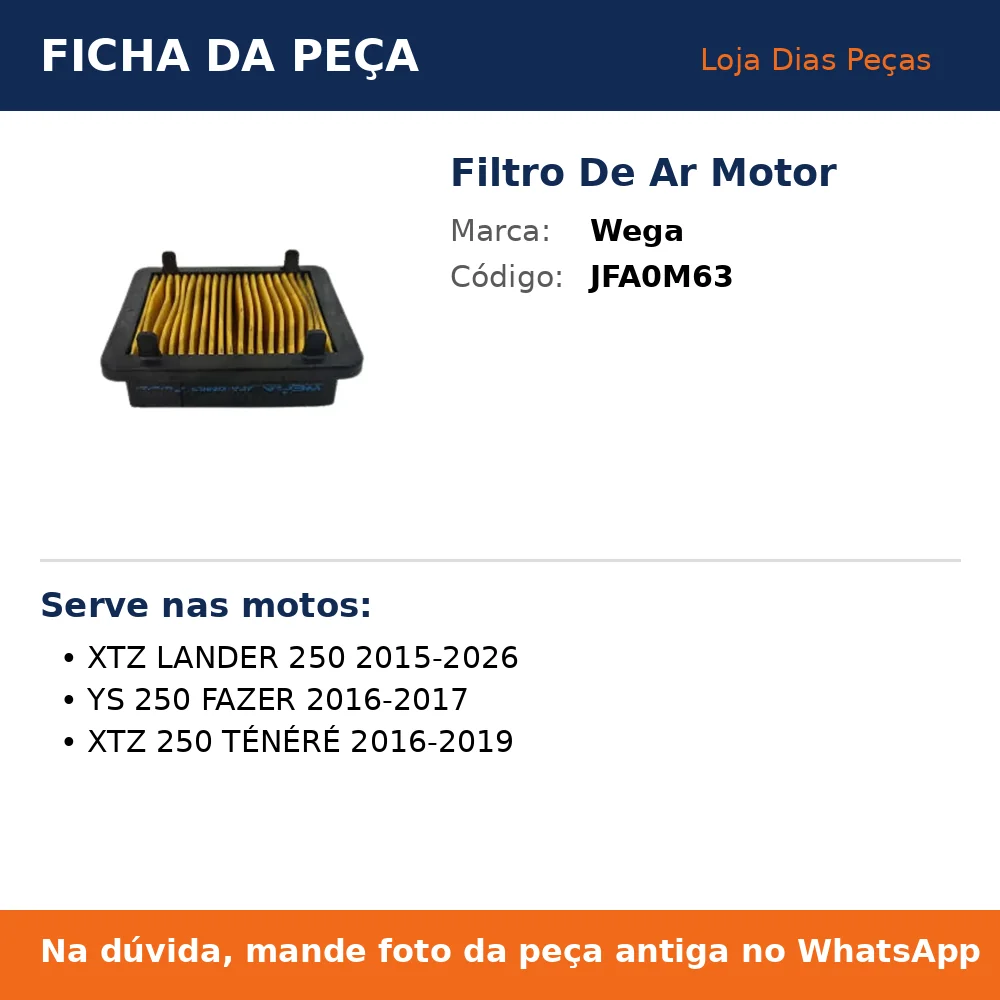 FICHA DA PEÇA
Loja Dias Peças
Filtro De Ar Motor
Marca: Wega
Código: JFA0M63
Serve nas motos:
• XTZ LANDER 250 2015-2026
• YS 250 FAZER 2016-2017
• XTZ 250 TÉNÉRÉ 2016-2019
Na dúvida, mande foto da peça antiga no WhatsApp